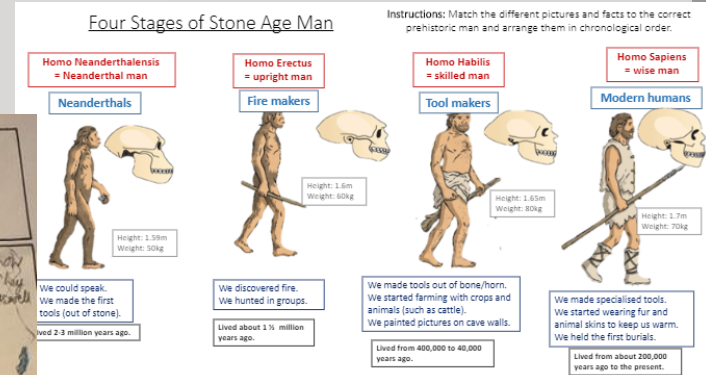 Four Stages of Stone Age Man
Instructions: Match the different pictures and facts to the correct
prehistoric man and arrange them in chronological order.
Homo Neanderthalensis
= Neanderthal man
Neanderthals
Homo Erectus
= upright man
Fire makers
Homo Habilis
= skilled man
Tool makers
Homo Sapiens
= wise man
Modern humans
Height: 1.59m
Weight: 50kg
Height: 1.6m
Weight: 60kg
Height: 1.65m
Weight: 80kg
Height: 1.7m
Weight: 70kg
We could speak.
We made the first
tools (out of stone).
ived 2-3 million years ago.
We discovered fire.
We hunted in groups.
Lived about 1 ½ million
years ago.
We made tools out of bone/horn.
We started farming with crops and
animals (such as cattle).
We painted pictures on cave walls.
Lived from 400,000 to 40,000
years ago.
We made specialised tools.
We started wearing fur and
animal skins to keep us warm.
We held the first burials.
Lived from about 200,000
years ago to the present.